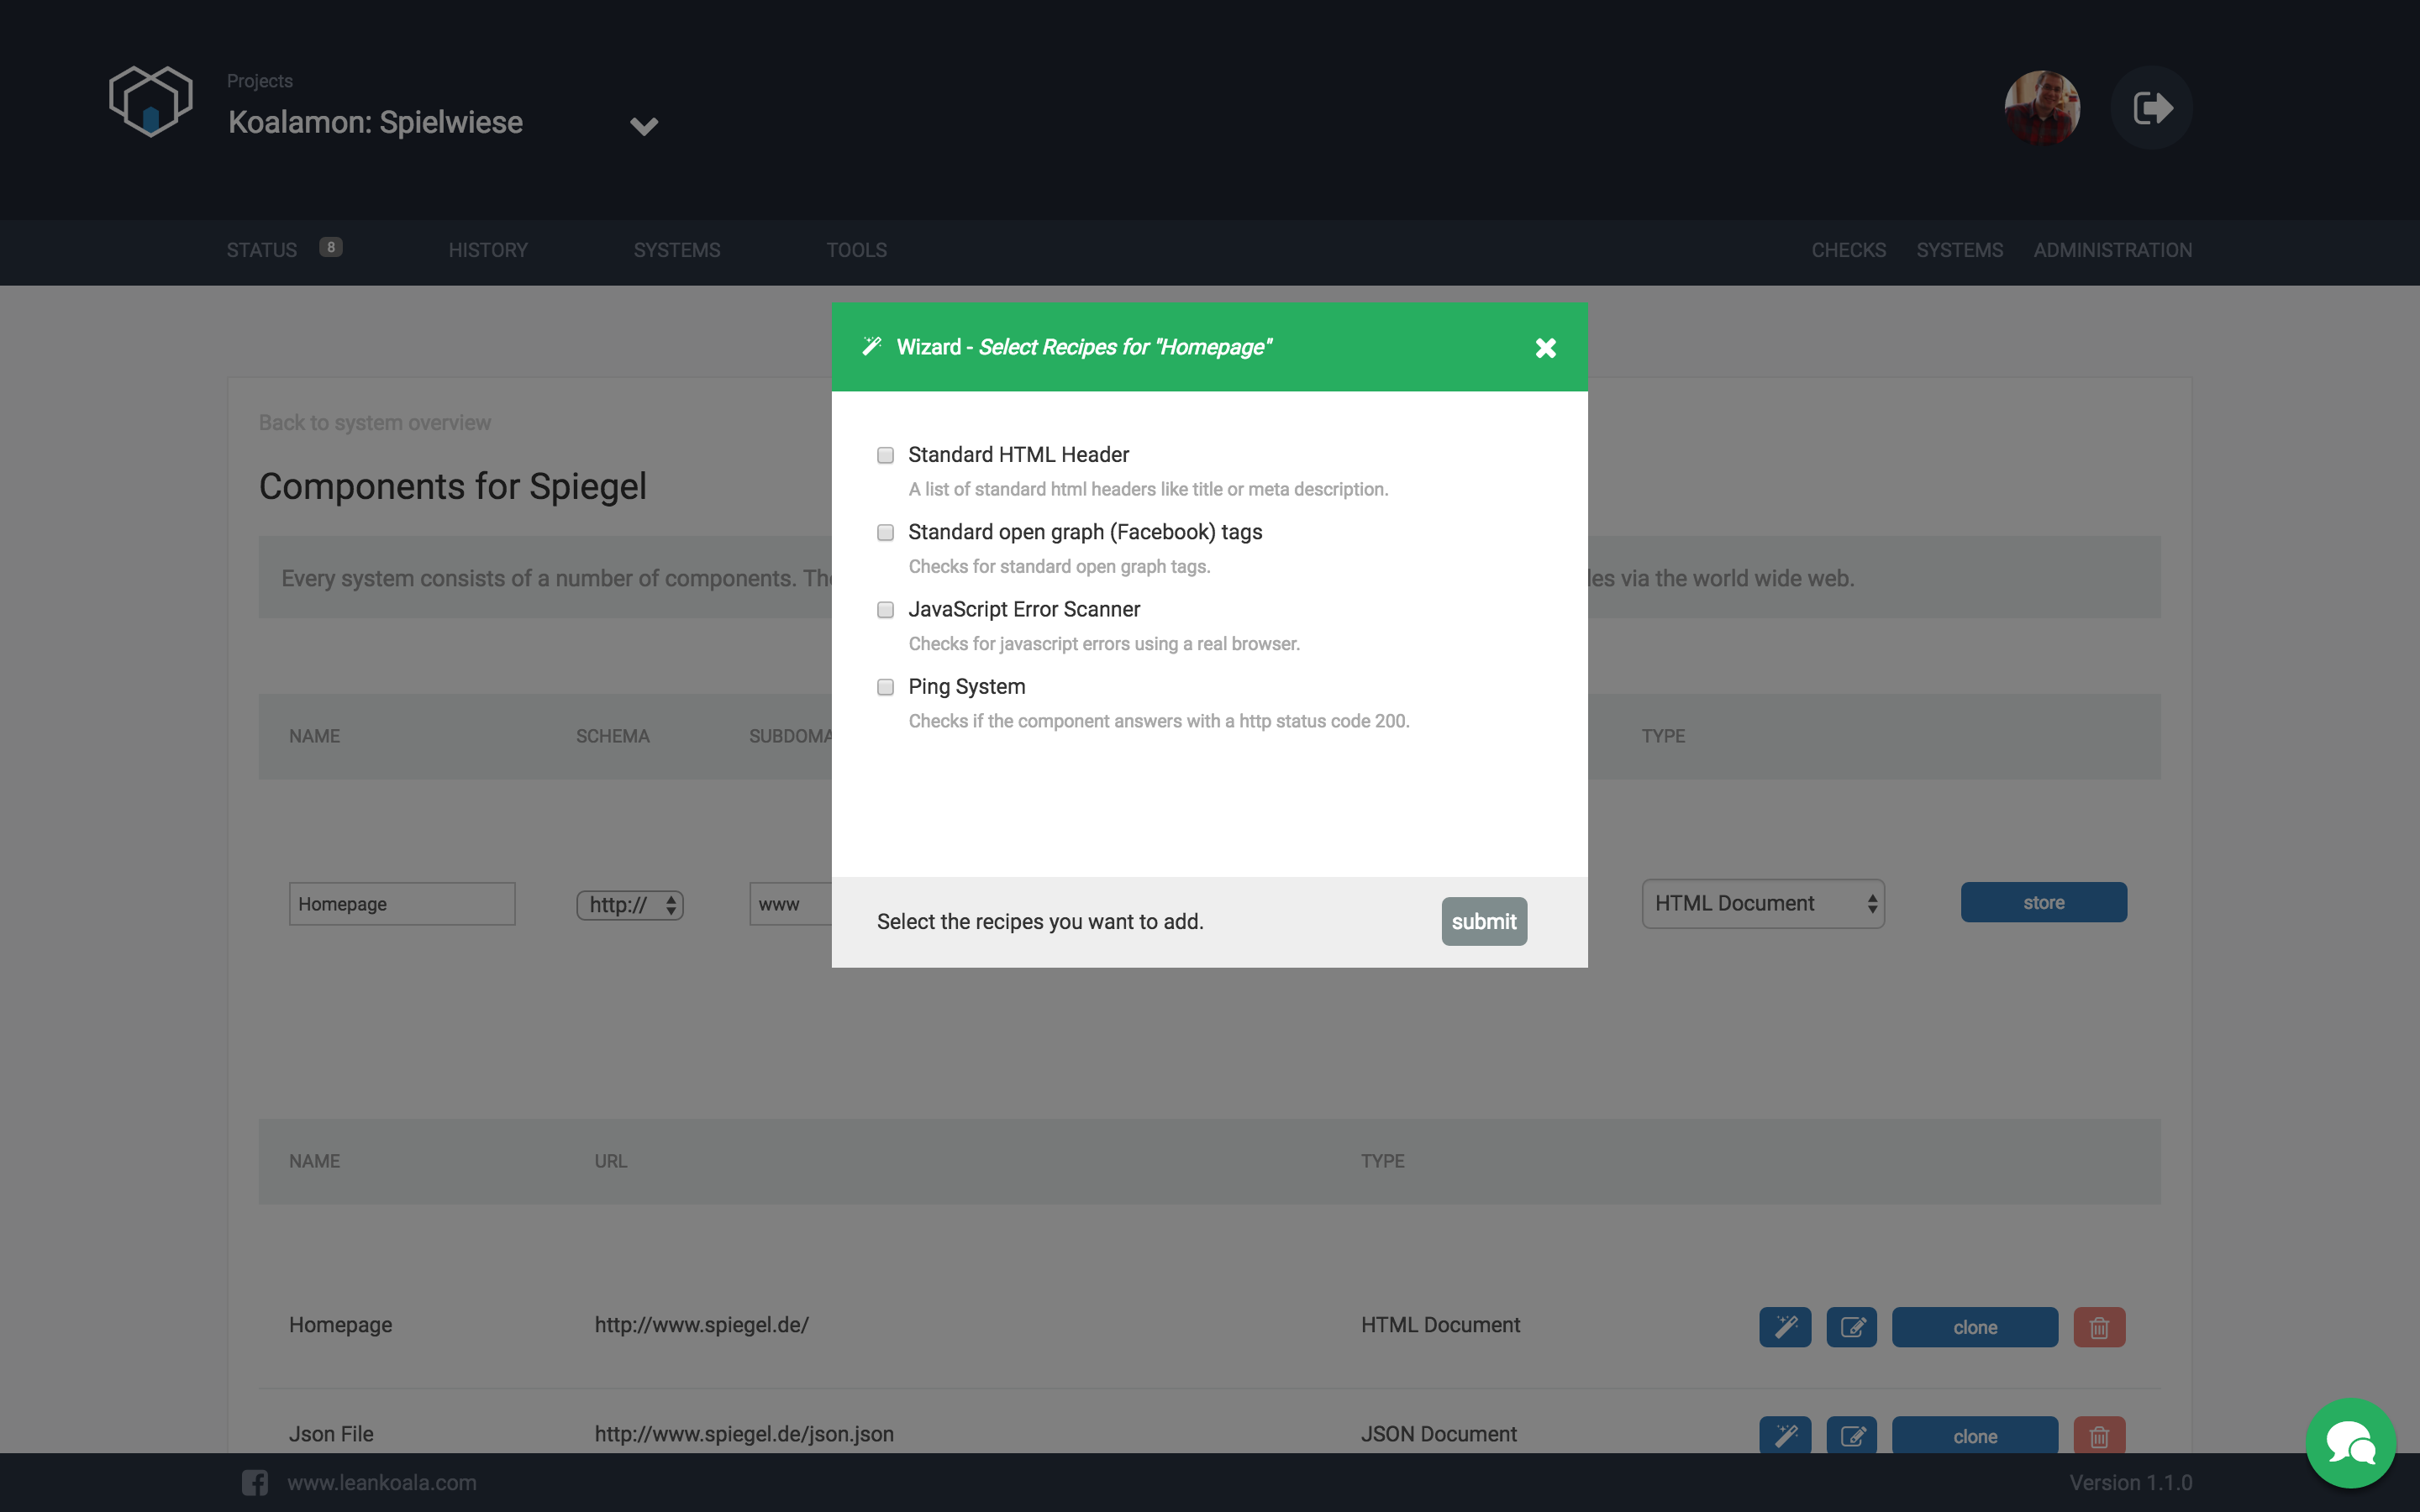 Projects
Koalamon: Spielwiese
STATUS 8 HISTORY SYSTEMS TOOLS CHECKS SYSTEMS ADMINISTRATION
Wizard - Select Recipes for "Homepage"
Back to system overview
Components for Spiegel
Standard HTML Header
A list of standard html headers like title or meta description.
Standard open graph (Facebook) tags
Checks for standard open graph tags.
Every system consists of a number of components. via the world wide web.
JavaScript Error Scanner
Checks for javascript errors using a real browser.
Ping System
Checks if the component answers with a http status code 200.
NAME SCHEMA SUBDOMA TYPE
Homepage http:// www HTML Document store
Select the recipes you want to add. submit
NAME URL TYPE
Homepage http://www.spiegel.de/ HTML Document clone
Json File http://www.spiegel.de/json.json JSON Document clone
www.leankoala.com Version 1.1.0